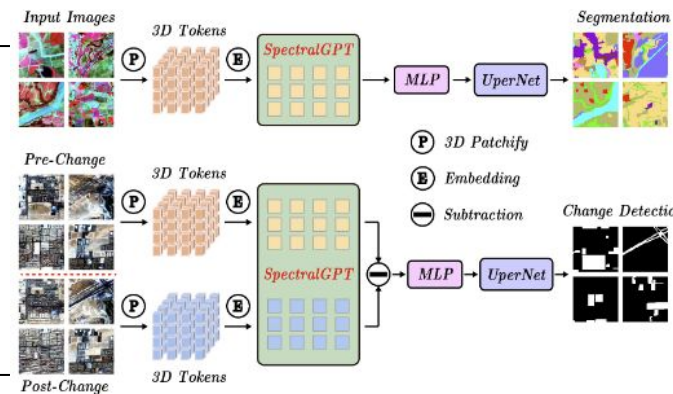 Input Images
3D Tokens
P
E
SpectralGPT
MLP
UperNet
Segmentation
P 3D Patchify
E Embedding
Subtraction
Pre-Change
3D Tokens
P
E
SpectralGPT
MLP
UperNet
Change Detectio
P
E
3D Tokens
Post-Change